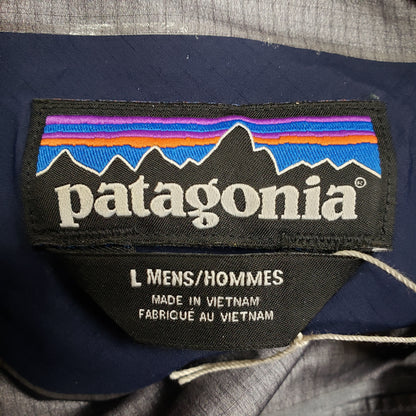 patagonia®
L MENS/HOMMES
MADE IN VIETNAM
FABRIQUÉ AU VIETNAM